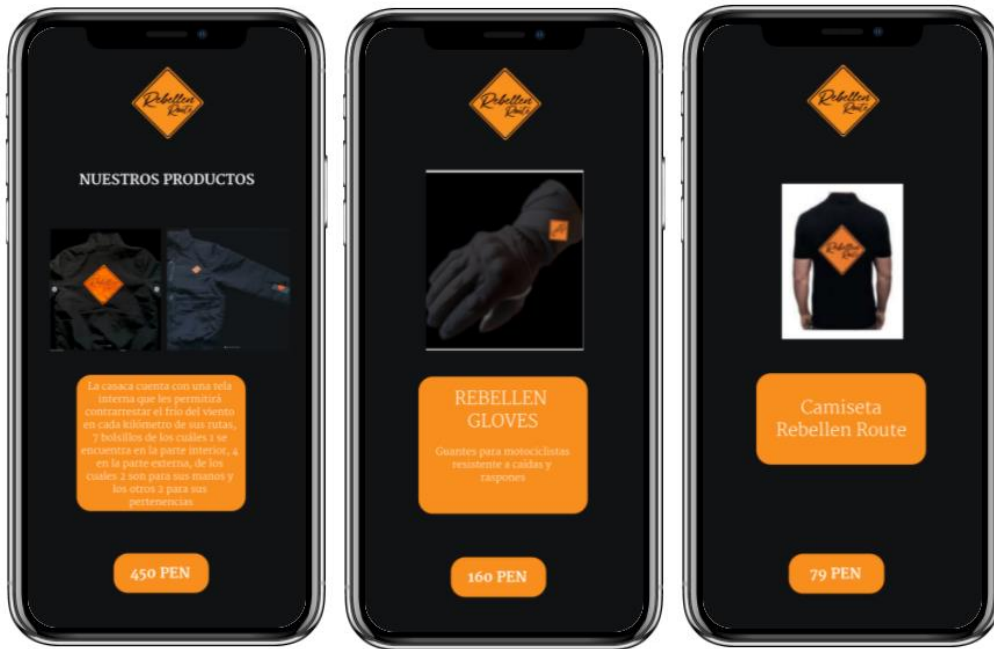 Rebellen
Route
NUESTROS PRODUCTOS
La casaca cuenta con una tela
interna que les permitirá
contrarrestar el frío del viento
en cada kilómetro de sus rutas,
7 bolsillos de los cuáles 1 se
encuentra en la parte interior, 4
en la parte externa, de los
cuales 2 son para sus manos y
los otros 2 para sus
pertenencias
450 PEN
Rebellen
Route
REBELLEN
GLOVES
Guantes para motociclistas
resistente a caídas y
raspones
160 PEN
Rebellen
Route
Rebellen
Route
Camiseta
Rebellen Route
79 PEN